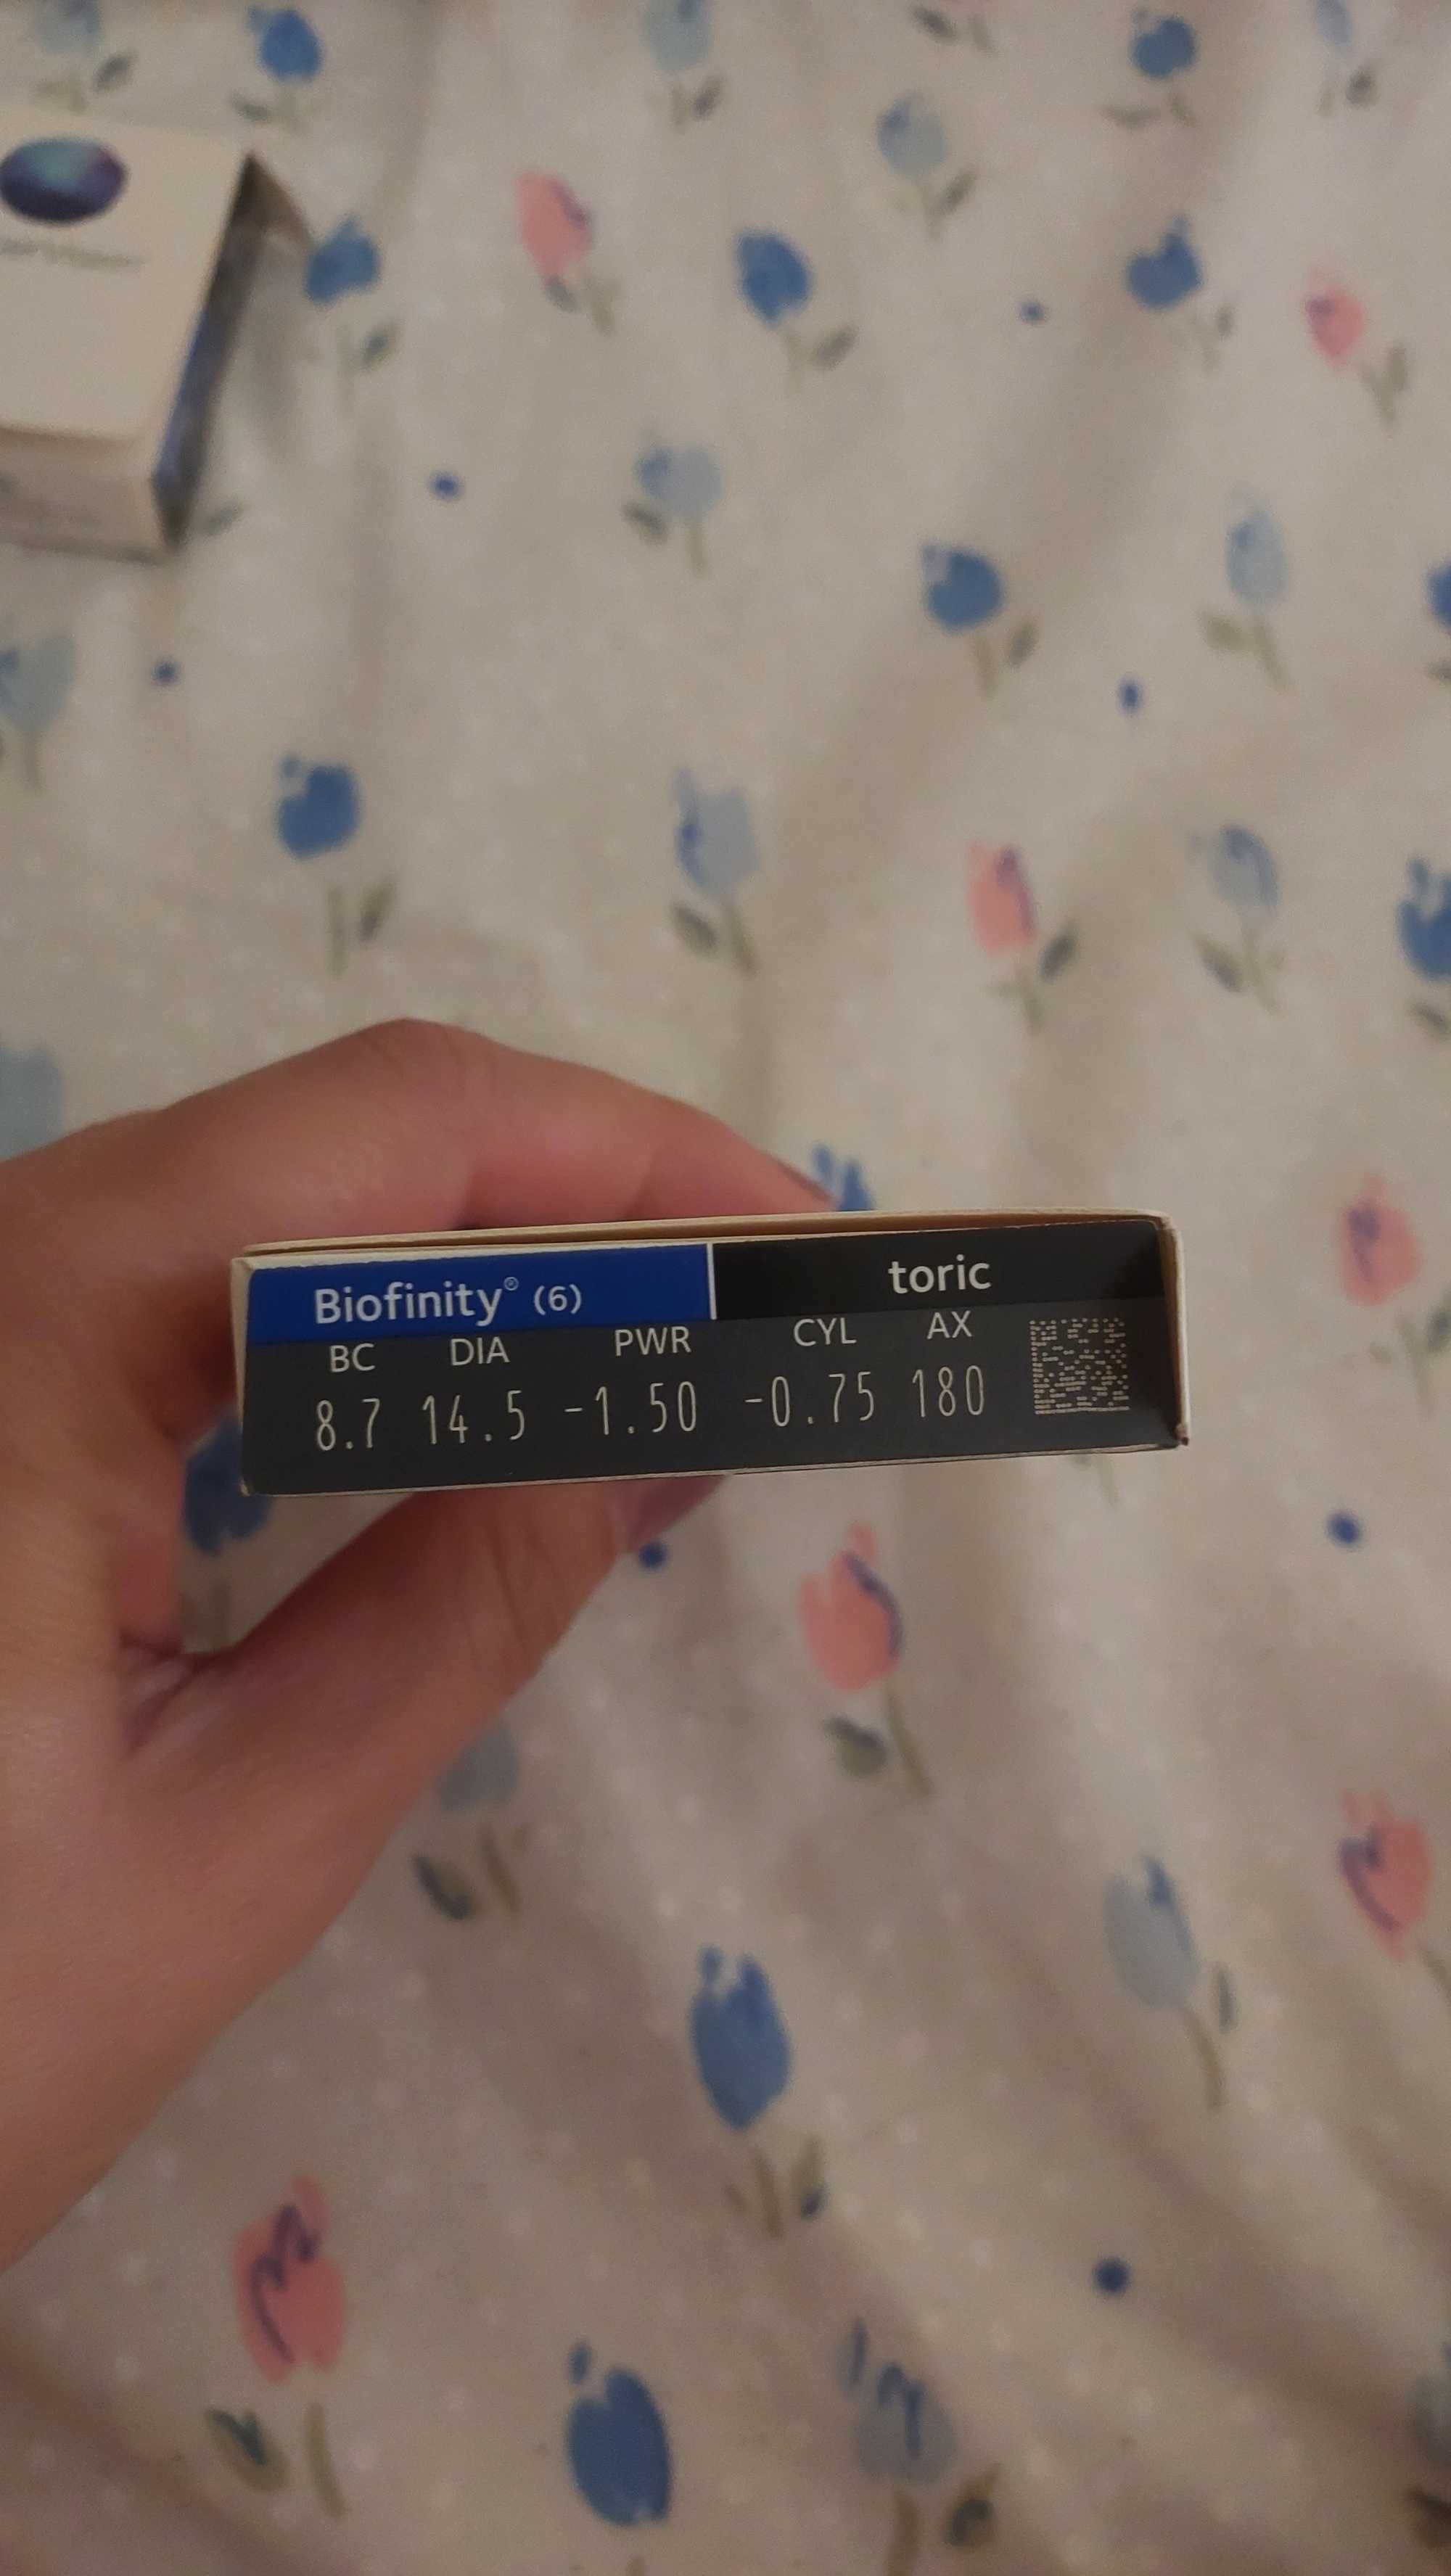 Biofinity® (6) toric
BC DIA PWR CYL AX
8.7 14.5 -1.50 -0.75 180